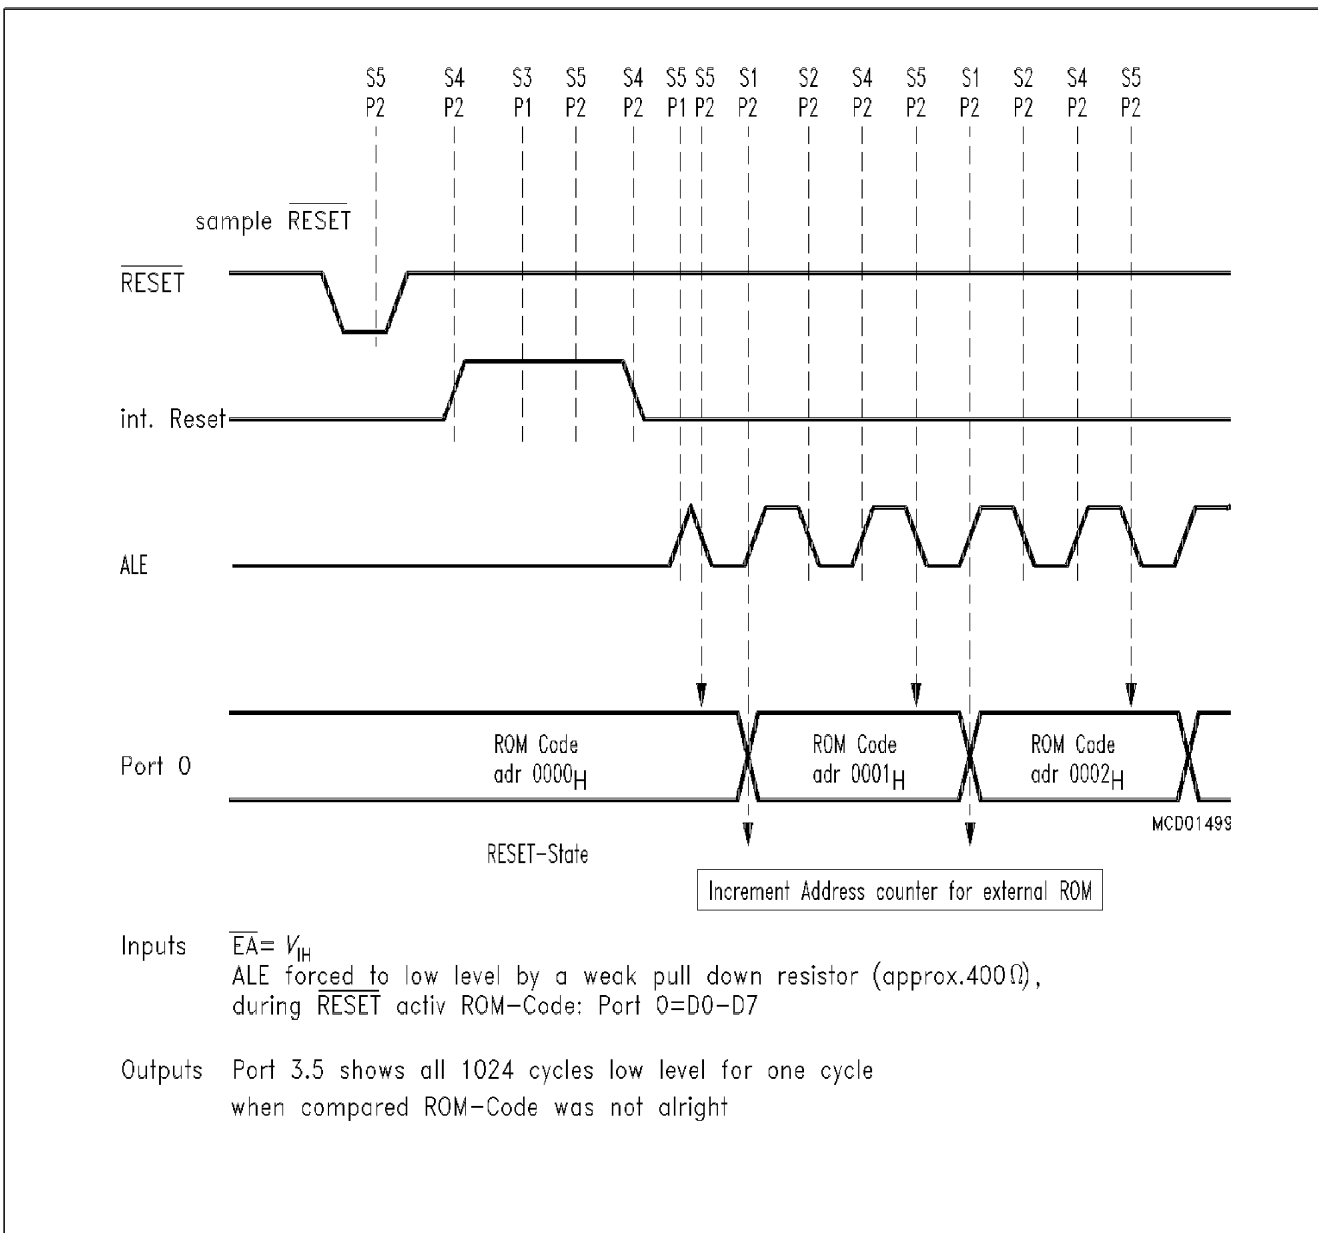 S5 S4 S3 S5 S4 S5 S5 S1 S2 S4 S5 S1 S2 S4 S5
P2 P2 P1 P2 P2 P1 P2 P2 P2 P2 P2 P2 P2 P2 P2
sample RESET
RESET
int. Reset
ALE
Port 0
ROM Code
adr 0000H
ROM Code
adr 0001H
ROM Code
adr 0002H
MCD01499
RESET-State
Increment Address counter for external ROM
Inputs EA= VIH
ALE forced to low level by a weak pull down resistor (approx.400Ω),
during RESET activ ROM-Code: Port 0=D0-D7
Outputs Port 3.5 shows all 1024 cycles low level for one cycle
when compared ROM-Code was not alright